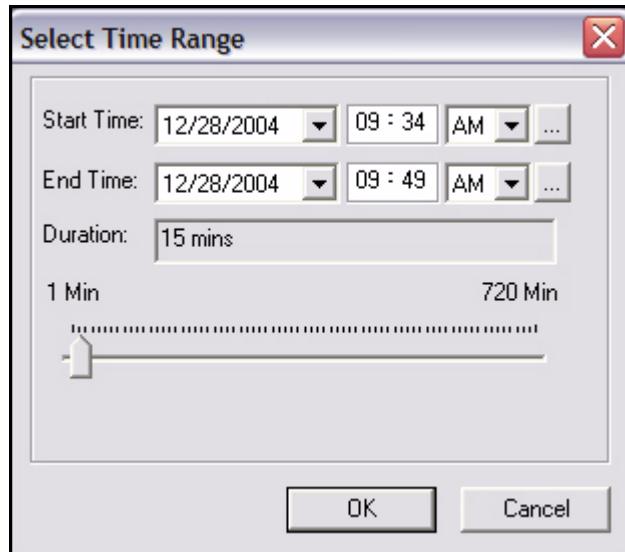 Select Time Range
Start Time: 12/28/2004 09 : 34 AM ...
End Time: 12/28/2004 09 : 49 AM ...
Duration: 15 mins
1 Min 720 Min
OK Cancel